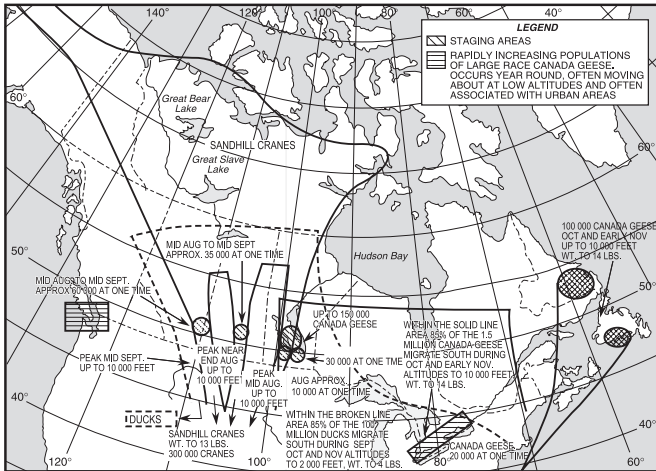 140°
120°
100°
80°
60°
40°
LEGEND
STAGING AREAS
RAPIDLY INCREASING POPULATIONS
OF LARGE RACE CANADA GEESE.
OCCURS YEAR ROUND, OFTEN MOVING
ABOUT AT LOW ALTITUDES AND OFTEN
ASSOCIATED WITH URBAN AREAS
60°
Great Bear
Lake
SANDHILL CRANES
Great Slave
Lake
60°
50°
Hudson Bay
MID AUG TO MID SEPT
APPROX. 35 000 AT ONE TIME
100 000 CANADA GEESE
OCT AND EARLY NOV
UP TO 10 000 FEET
WT. TO 14 LBS.
MID AUG TO MID SEPT.
APPROX 60 000 AT ONE TIME
50°
UP TO 150 000
CANADA GEESE
WITHIN THE SOLID LINE
AREA 85% OF THE 1.5
MILLION CANADA GEESE
MIGRATE SOUTH DURING
OCT AND EARLY NOV,
ALTITUDES TO 10 000 FEET
WT. TO 14 LBS.
PEAK MID SEPT.
UP TO 10 000 FEET
PEAK NEAR
END AUG
UP TO
10 000 FEET
30 000 AT ONE TIME
PEAK
MID AUG.
UP TO
10 000 FEET
AUG APPROX.
10 000 AT ONE TIME
40°
DUCKS
SANDHILL CRANES
WT. TO 13 LBS.
300 000 CRANES
WITHIN THE BROKEN LINE
AREA 85% OF THE 100
MILLION DUCKS MIGRATE
SOUTH DURING SEPT
OCT AND NOV ALTITUDES
TO 2 000 FEET, WT. TO 4 LBS.
CANADA GEESE
20 000 AT ONE TIME
40°
120°
100°
80°
60°